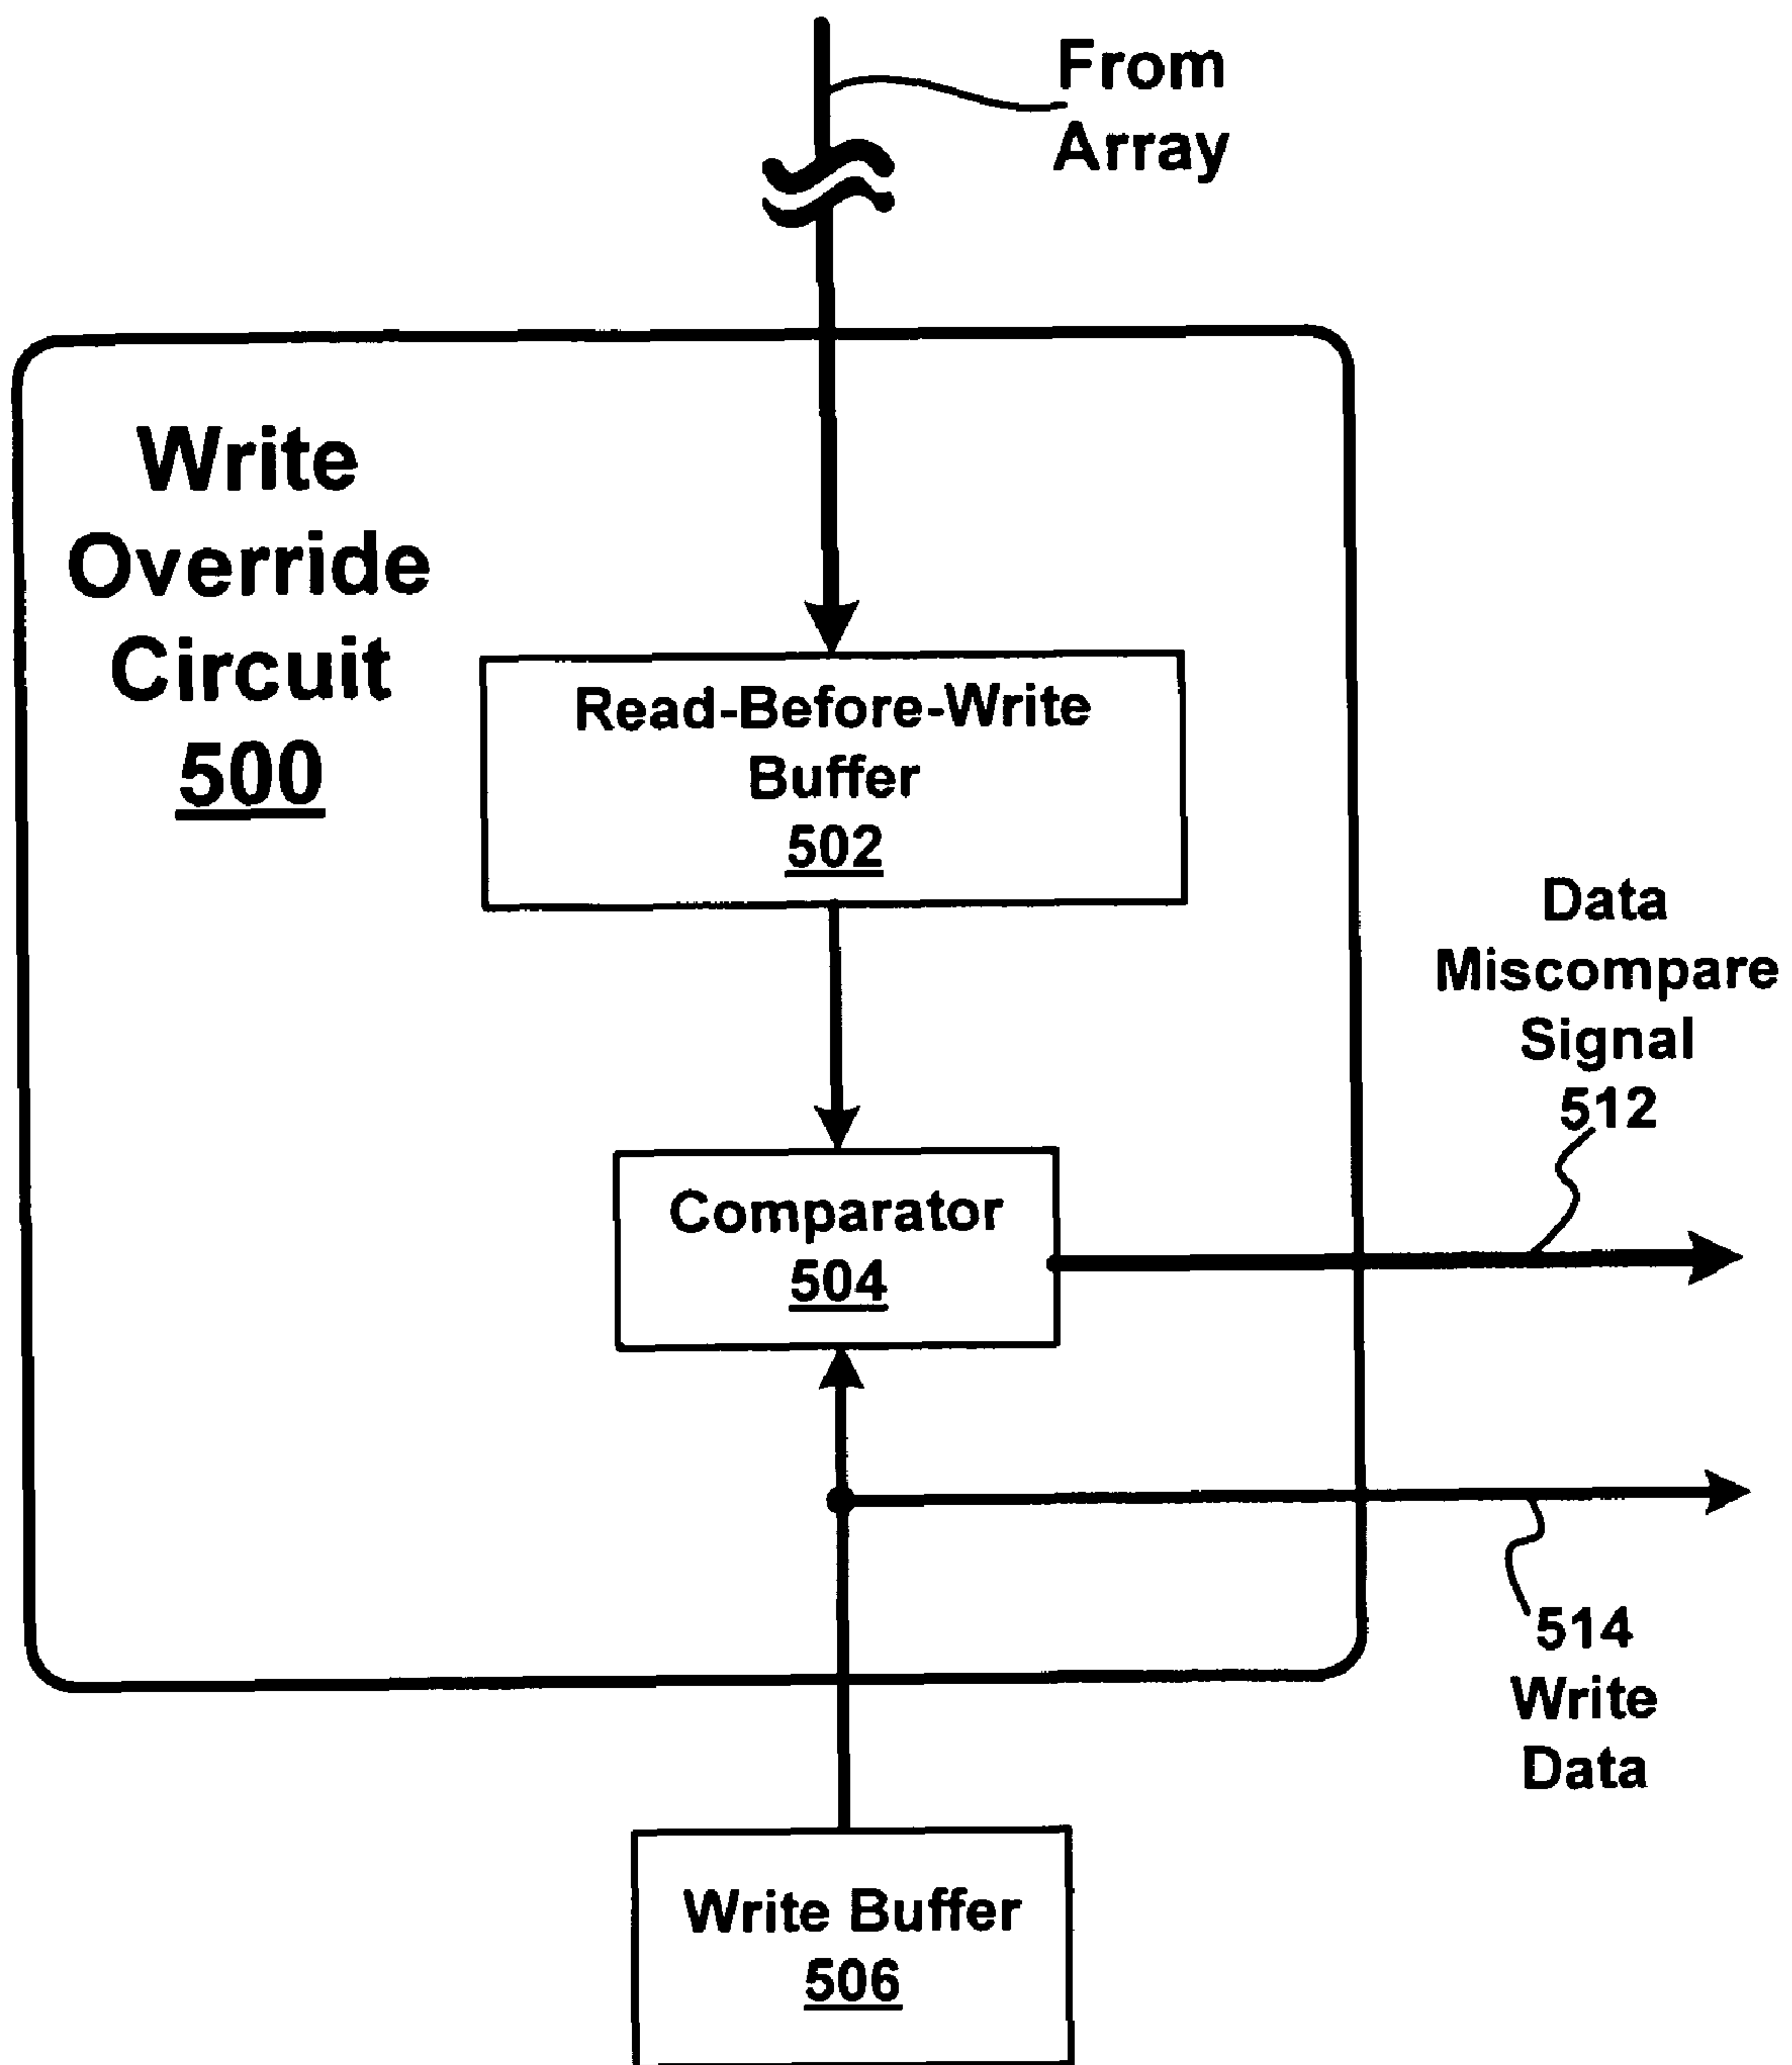 From
Array
Write
Override
Circuit
500
Read-Before-Write
Buffer
502
Data
Miscompare
Signal
512
Comparator
504
514
Write
Data
Write Buffer
506